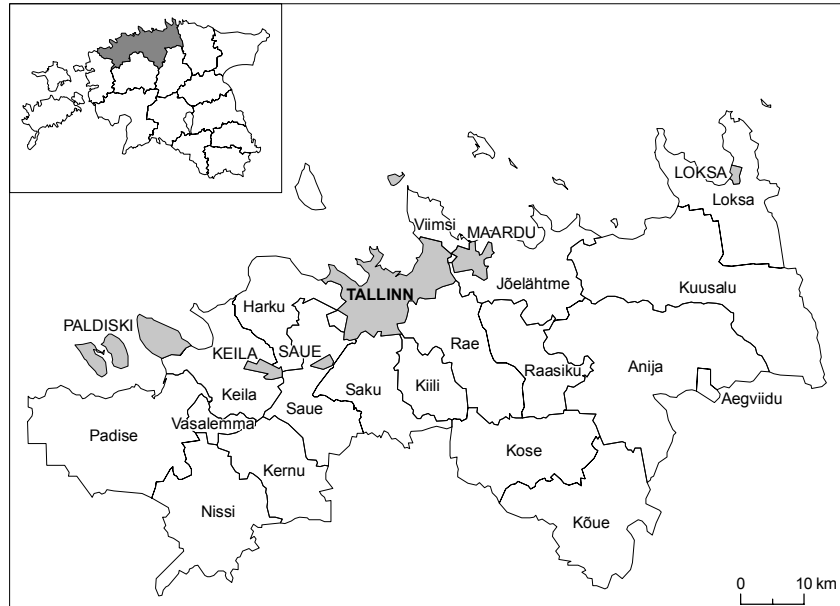 LOKSA
Loksa
Viimsi
MAARDU
Jõelähtme
Kuusalu
TALLINN
Harku
PALDISKI
KEILA
SAUE
Rae
Raasiku
Anija
Keila
Saue
Saku
Kiili
Aegviidu
Vasalemma
Padise
Kose
Kernu
Nissi
Kõue
0 10 km